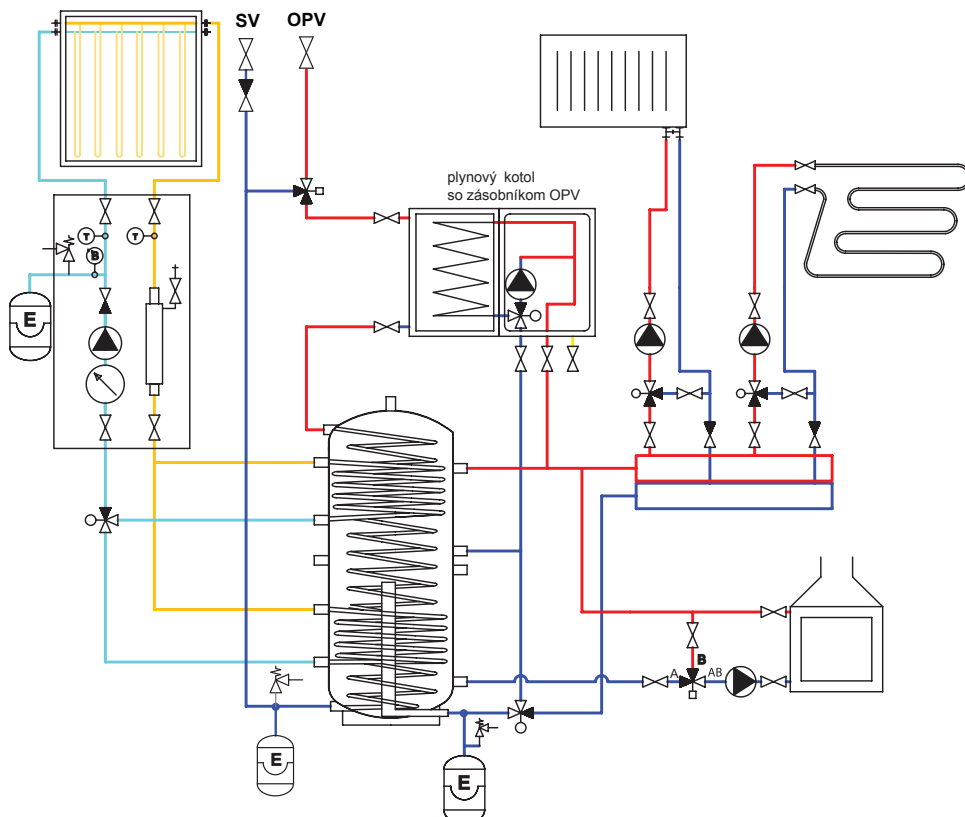 SV OPV
plynový kotol
so zásobníkom OPV
T T
B
E
B
A AB
E
E